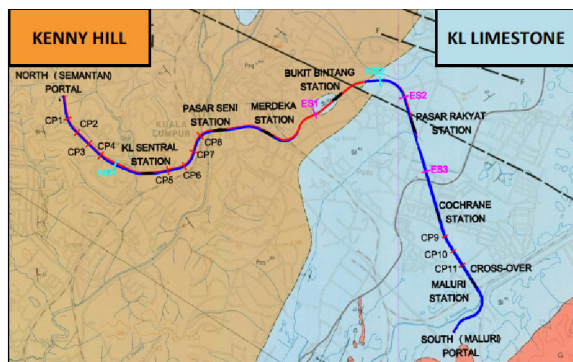 KENNY HILL
KL LIMESTONE
NORTH (SEMANTAN)
PORTAL
CP1
CP2
CP3
CP4
KL SENTRAL
STATION
CP5
CP6
CP7
CP8
PASAR SENI
STATION
KUALA
LUMPUR
MERDEKA
STATION
BUKIT BINTANG
STATION
ES1
ES2
PASAR RAKYAT
STATION
ES3
COCHRANE
STATION
CP9
CP10
CP11
CROSS-OVER
MALURI
STATION
SOUTH (MALURI)
PORTAL
F
F